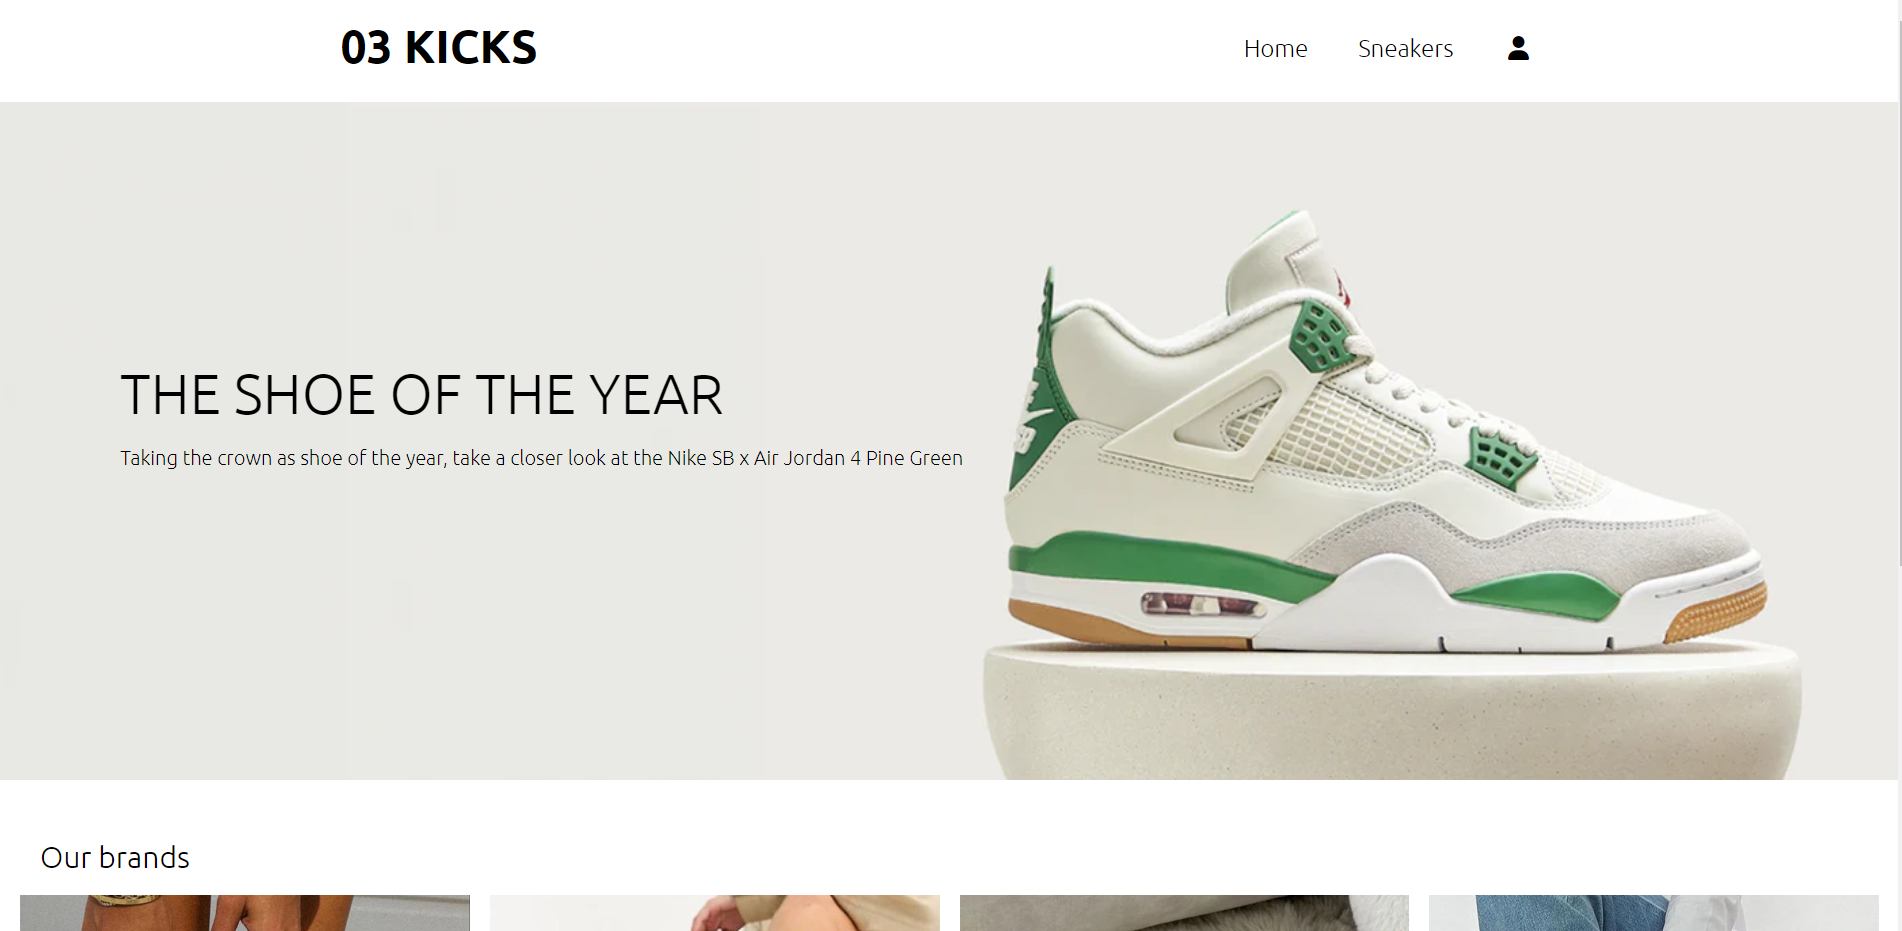 03 KICKS
Home
Sneakers
THE SHOE OF THE YEAR
Taking the crown as shoe of the year, take a closer look at the Nike SB x Air Jordan 4 Pine Green
Our brands